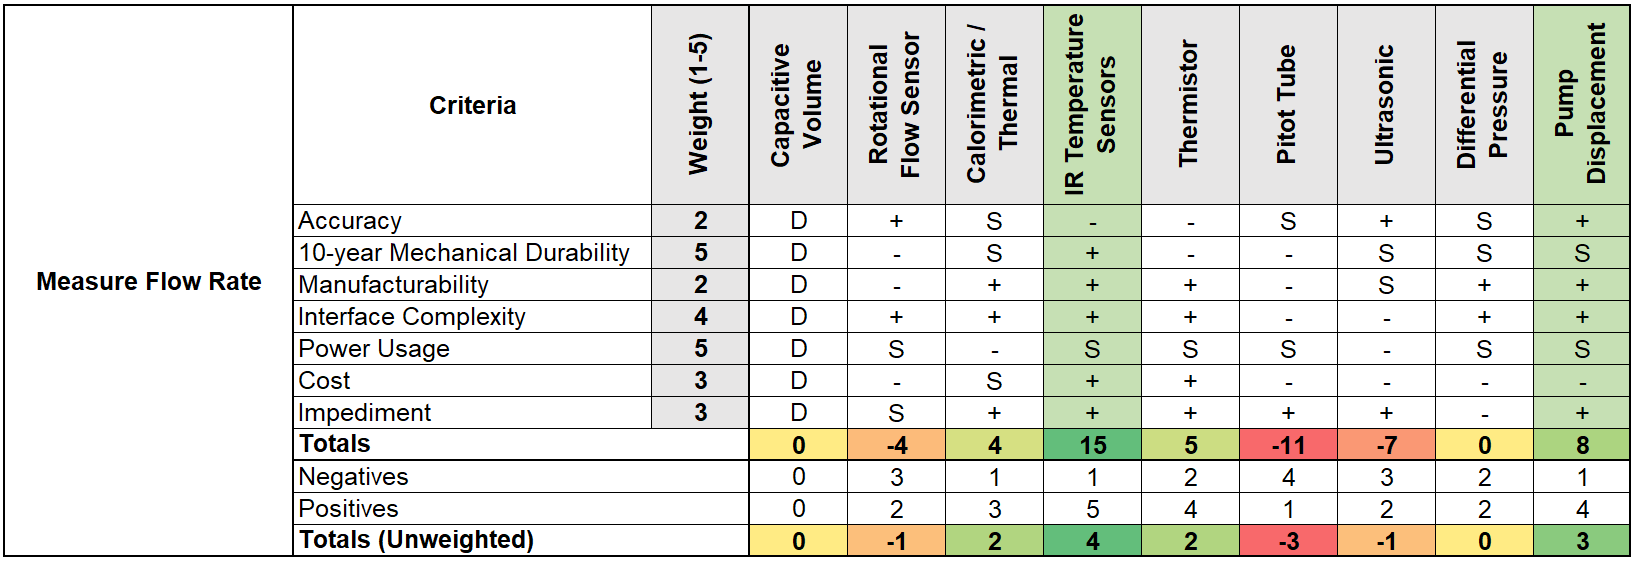 Measure Flow Rate
Criteria
Weight (1-5)
Capacitive
Volume
Rotational
Flow Sensor
Calorimetric /
Thermal
IR Temperature
Sensors
Thermistor
Pitot Tube
Ultrasonic
Differential
Pressure
Pump
Displacement
Accuracy 2 D + S - - S + S +
10-year Mechanical Durability 5 D - S + - - S S S
Manufacturability 2 D - + + + - S + +
Interface Complexity 4 D + + + + - - + +
Power Usage 5 D S - S S S - S S
Cost 3 D - S + + - - - -
Impediment 3 D S + + + + + - +
Totals 0 -4 4 15 5 -11 -7 0 8
Negatives 0 3 1 1 2 4 3 2 1
Positives 0 2 3 5 4 1 2 2 4
Totals (Unweighted) 0 -1 2 4 2 -3 -1 0 3